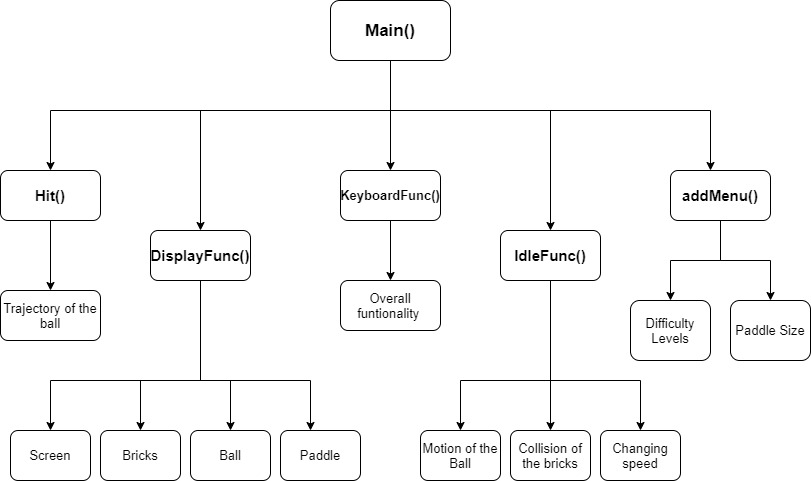 Main()
Hit()
KeyboardFunc()
addMenu()
DisplayFunc()
IdleFunc()
Trajectory of the
ball
Overall
funtionality
Difficulty
Levels
Paddle Size
Screen
Bricks
Ball
Paddle
Motion of the
Ball
Collision of
the bricks
Changing
speed